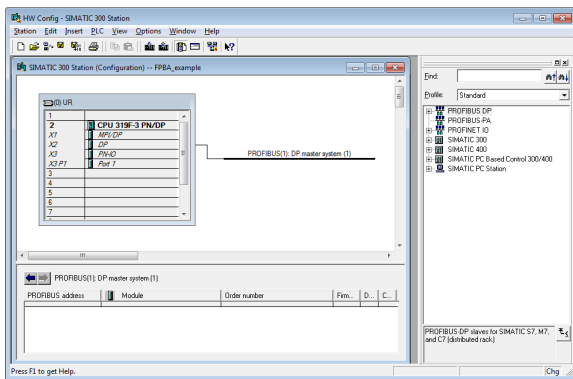 HW Config - SIMATIC 300 Station
Station Edit Insert PLC View Options Window Help
SIMATIC 300 Station (Configuration) -- FPBA_example
(0) UR
1
2 CPU 319F-3 PN/DP
X1 MPI/DP
X2 DP
X3 PN-IO
X3 P1 Port 1
3
4
5
6
7
PROFIBUS(1): DP master system (1)
PROFIBUS(1): DP master system (1)
PROFIBUS address Module Order number Firm... D... C...
Find:
Profile: Standard
PROFIBUS DP
PROFIBUS-PA
PROFINET IO
SIMATIC 300
SIMATIC 400
SIMATIC PC Based Control 300/400
SIMATIC PC Station
PROFIBUS-DP slaves for SIMATIC S7, M7,
and C7 (distributed rack)
Press F1 to get Help.
Chg